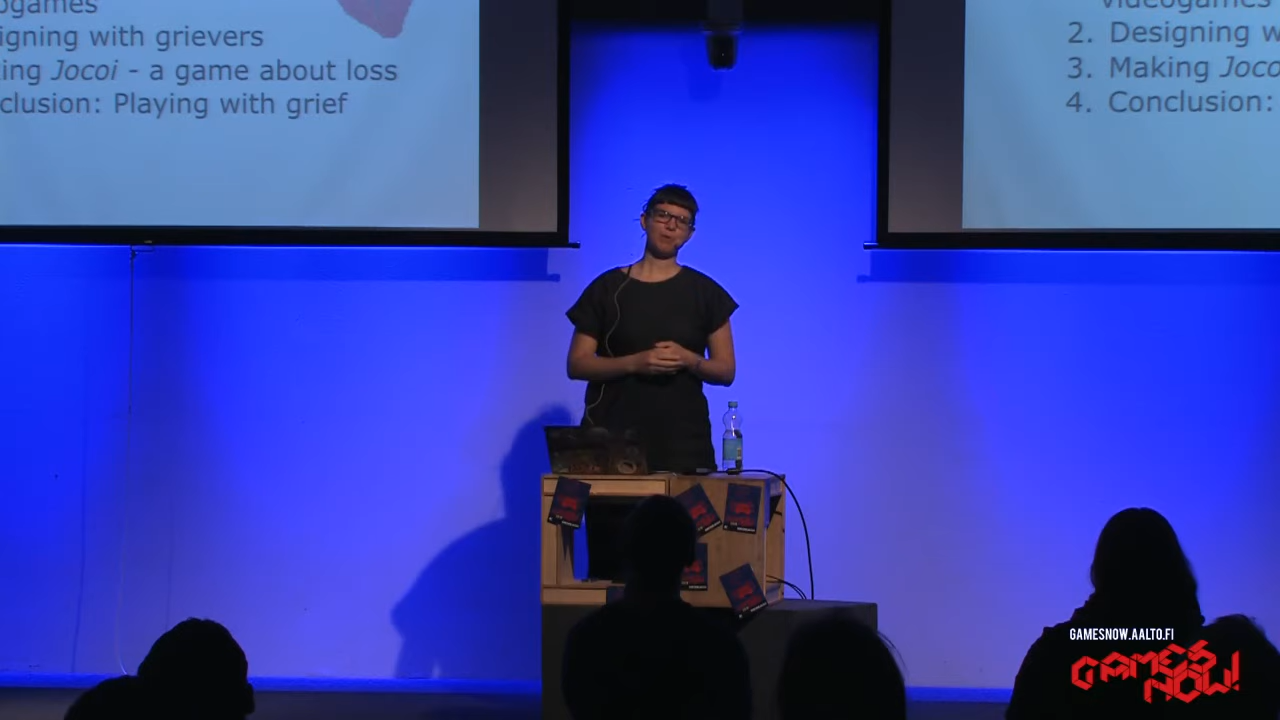 ogames
igning with grievers
ing Jocoi - a game about loss
clusion: Playing with grief
videogames
2. Designing w
3. Making Joco
4. Conclusion:
GAMESNOW.AALTO.FI
GAMES
NOW!